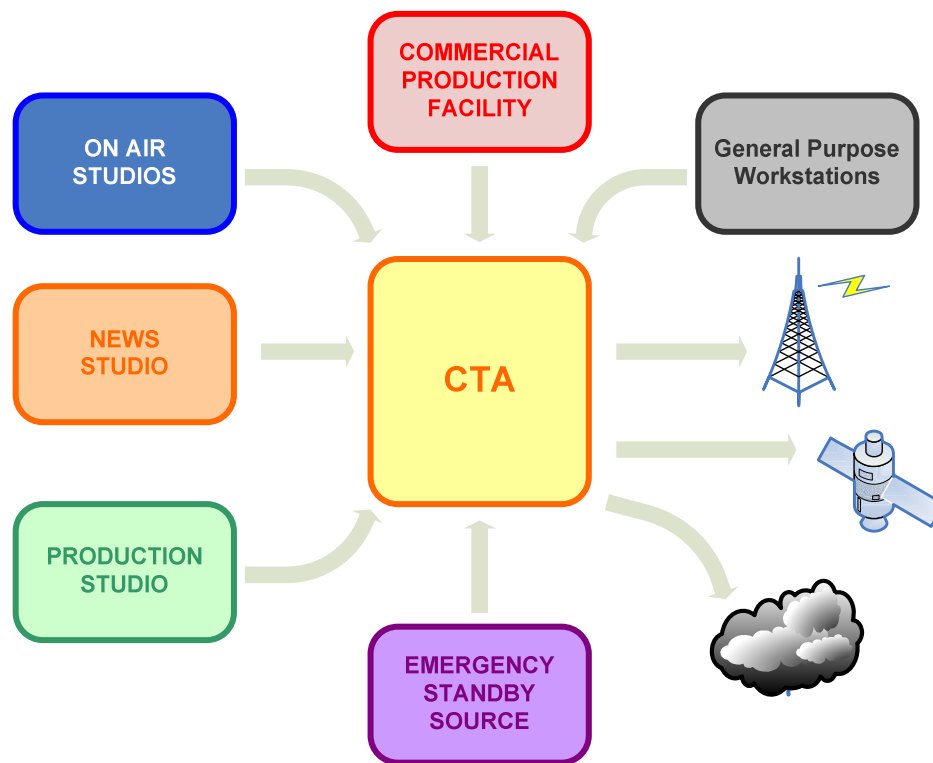 COMMERCIAL
PRODUCTION
FACILITY
ON AIR
STUDIOS
General Purpose
Workstations
NEWS
STUDIO
CTA
PRODUCTION
STUDIO
EMERGENCY
STANDBY
SOURCE